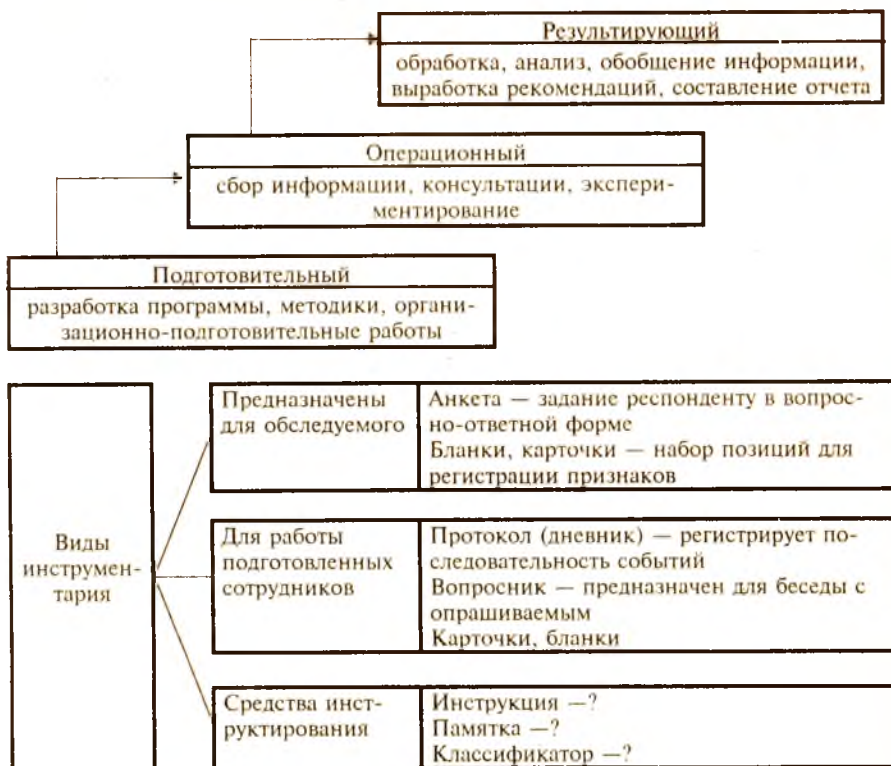 Результирующий
обработка, анализ, обобщение информации,
выработка рекомендаций, составление отчета
Операционный
сбор информации, консультации, экспери-
ментирование
Подготовительный
разработка программы, методики, органи-
зационно-подготовительные работы
Виды
инструмен-
тария
Предназначены
для обследуемого
Анкета — задание респонденту в вопрос-
но-ответной форме
Бланки, карточки — набор позиций для
регистрации признаков
Для работы
подготовленных
сотрудников
Протокол (дневник) — регистрирует по-
следовательность событий
Вопросник — предназначен для беседы с
опрашиваемым
Карточки, бланки
Средства инст-
руктирования
Инструкция —?
Памятка —?
Классификатор —?